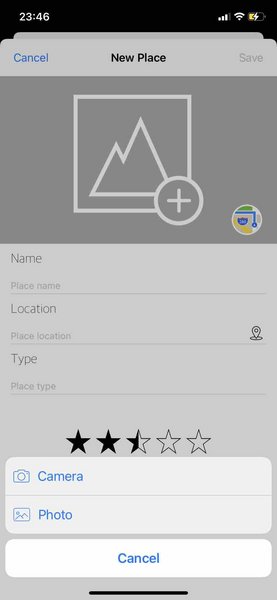 23:46
Cancel
New Place
Save
Name
Place name
Location
Place location
Type
Place type
Camera
Photo
Cancel